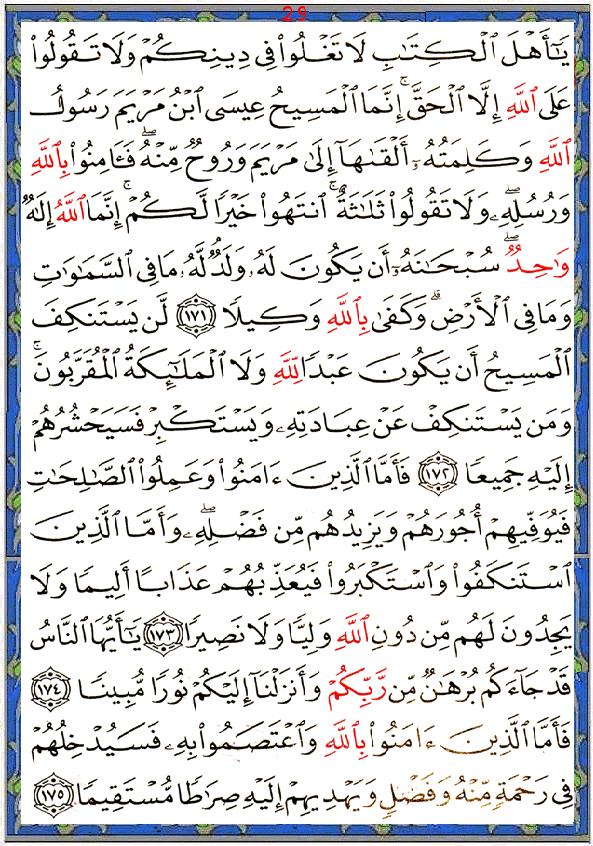 29
يَـٰٓأَهْلَ ٱلْكِتَـٰبِ لَا تَغْلُوا۟ فِى دِينِكُمْ وَلَا تَقُولُوا۟
عَلَى ٱللَّهِ إِلَّا ٱلْحَقَّ ۚ إِنَّمَا ٱلْمَسِيحُ عِيسَى ٱبْنُ مَرْيَمَ رَسُولُ
ٱللَّهِ وَكَلِمَتُهُۥٓ أَلْقَىٰهَآ إِلَىٰ مَرْيَمَ وَرُوحٌ مِّنْهُ ۖ فَـَٔامِنُوا۟ بِٱللَّهِ
وَرُسُلِهِۦ ۖ وَلَا تَقُولُوا۟ ثَلَـٰثَةٌ ۚ ٱنتَهُوا۟ خَيْرًا لَّكُمْ ۚ إِنَّمَا ٱللَّهُ إِلَـٰهٌ
وَٰحِدٌ ۖ سُبْحَـٰنَهُۥٓ أَن يَكُونَ لَهُۥ وَلَدٌ ۘ لَّهُۥ مَا فِى ٱلسَّمَـٰوَٰتِ
وَمَا فِى ٱلْأَرْضِ ۗ وَكَفَىٰ بِٱللَّهِ وَكِيلًا ﴿١٧١﴾ لَّن يَسْتَنكِفَ
ٱلْمَسِيحُ أَن يَكُونَ عَبْدًا لِّلَّهِ وَلَا ٱلْمَلَـٰٓئِكَةُ ٱلْمُقَرَّبُونَ ۚ
وَمَن يَسْتَنكِفْ عَنْ عِبَادَتِهِۦ وَيَسْتَكْبِرْ فَسَيَحْشُرُهُمْ
إِلَيْهِ جَمِيعًا ﴿١٧٢﴾ فَأَمَّا ٱلَّذِينَ ءَامَنُوا۟ وَعَمِلُوا۟ ٱلصَّـٰلِحَـٰتِ
فَيُوَفِّيهِمْ أُجُورَهُمْ وَيَزِيدُهُم مِّن فَضْلِهِۦ ۖ وَأَمَّا ٱلَّذِينَ
ٱسْتَنكَفُوا۟ وَٱسْتَكْبَرُوا۟ فَيُعَذِّبُهُمْ عَذَابًا أَلِيمًا وَلَا
يَجِدُونَ لَهُم مِّن دُونِ ٱللَّهِ وَلِيًّا وَلَا نَصِيرًا ﴿١٧٣﴾ يَـٰٓأَيُّهَا ٱلنَّاسُ
قَدْ جَآءَكُم بُرْهَـٰنٌ مِّن رَّبِّكُمْ وَأَنزَلْنَآ إِلَيْكُمْ نُورًا مُّبِينًا ﴿١٧٤﴾
فَأَمَّا ٱلَّذِينَ ءَامَنُوا۟ بِٱللَّهِ وَٱعْتَصَمُوا۟ بِهِۦ فَسَيُدْخِلُهُمْ
فِى رَحْمَةٍ مِّنْهُ وَفَضْلٍ وَيَهْدِيهِمْ إِلَيْهِ صِرَٰطًا مُّسْتَقِيمًا ﴿١٧٥﴾